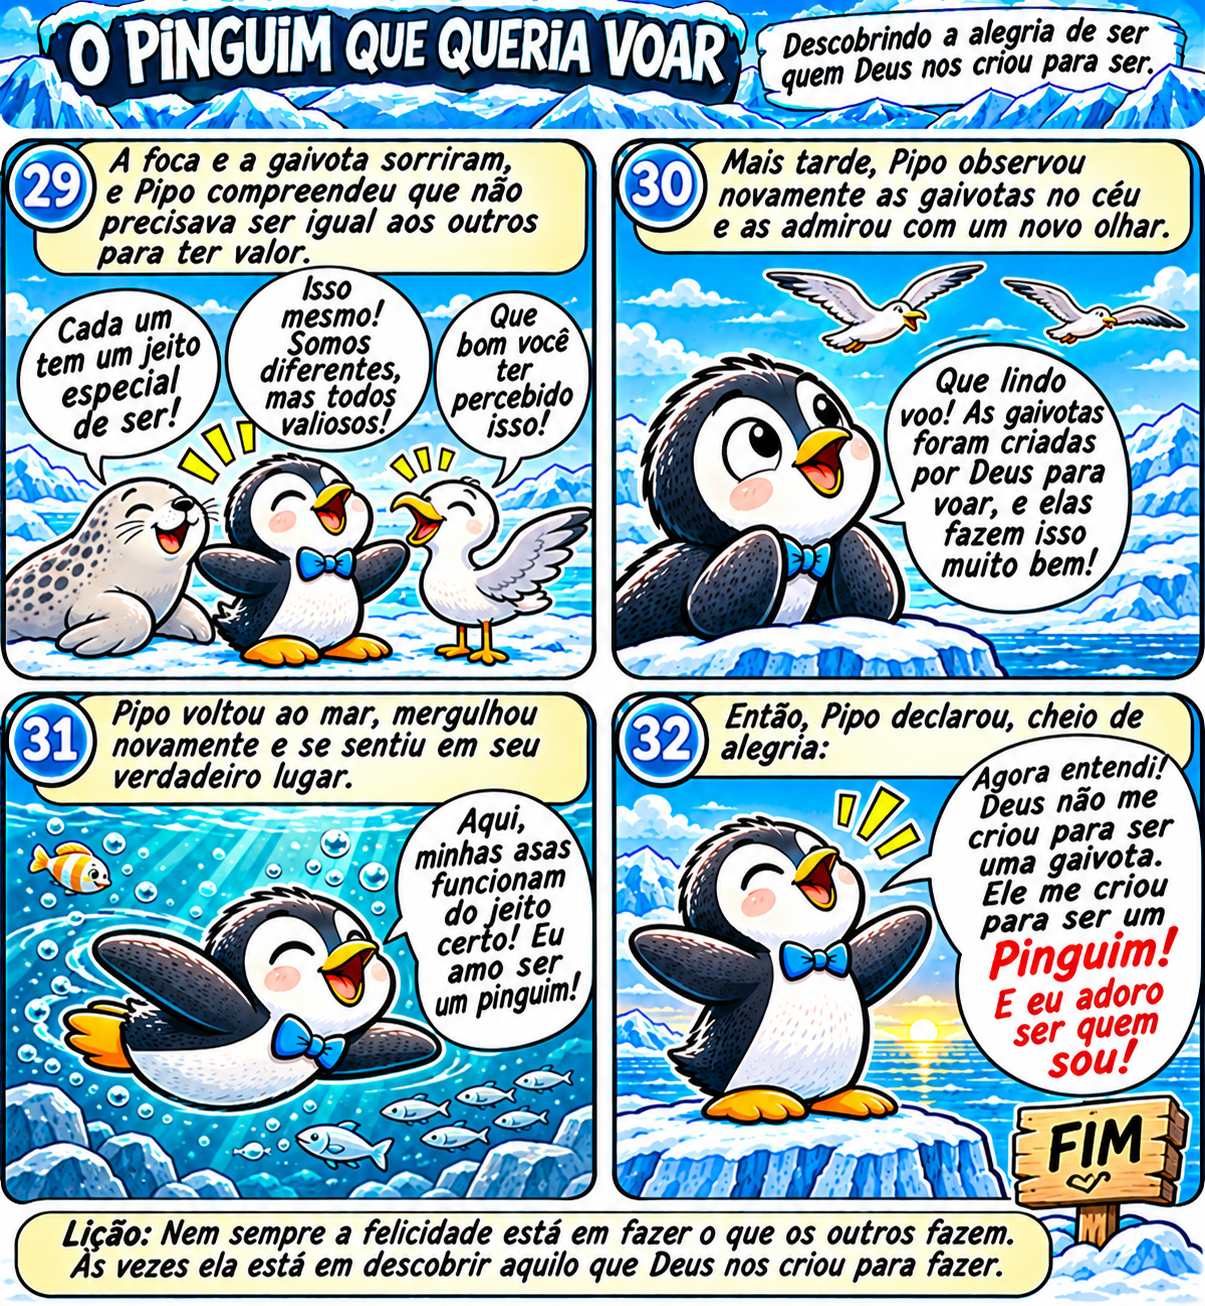 O PiNGUiM QUE QUERiA VOAR
Descobrindo a alegria de ser
quem Deus nos criou para ser.
29
A foca e a gaivota sorriram,
e Pipo compreendeu que não
precisava ser igual aos outros
para ter valor.
Cada um
tem um jeito
especial
de ser!
Isso
mesmo!
Somos
diferentes,
mas todos
valiosos!
Que
bom você
ter
percebido
isso!
30
Mais tarde, Pipo observou
novamente as gaivotas no céu
e as admirou com um novo olhar.
Que lindo
voo! As gaivotas
foram criadas
por Deus para
voar, e elas
fazem isso
muito bem!
31
Pipo voltou ao mar, mergulhou
novamente e se sentiu em seu
verdadeiro lugar.
Aqui,
minhas asas
funcionam
do jeito
certo! Eu
amo ser
um pinguim!
32
Então, Pipo declarou, cheio de
alegria:
Agora entendi!
Deus não me
criou para ser
uma gaivota.
Ele me criou
para ser um
Pinguim!
E eu adoro
ser quem
sou!
FIM
Lição: Nem sempre a felicidade está em fazer o que os outros fazem.
Às vezes ela está em descobrir aquilo que Deus nos criou para fazer.